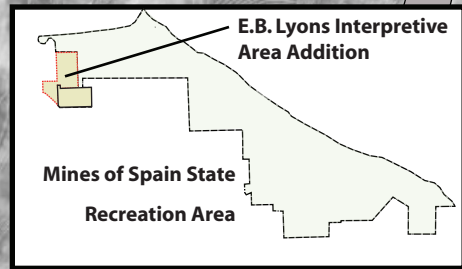 E.B. Lyons Interpretive
Area Addition
Mines of Spain State
Recreation Area